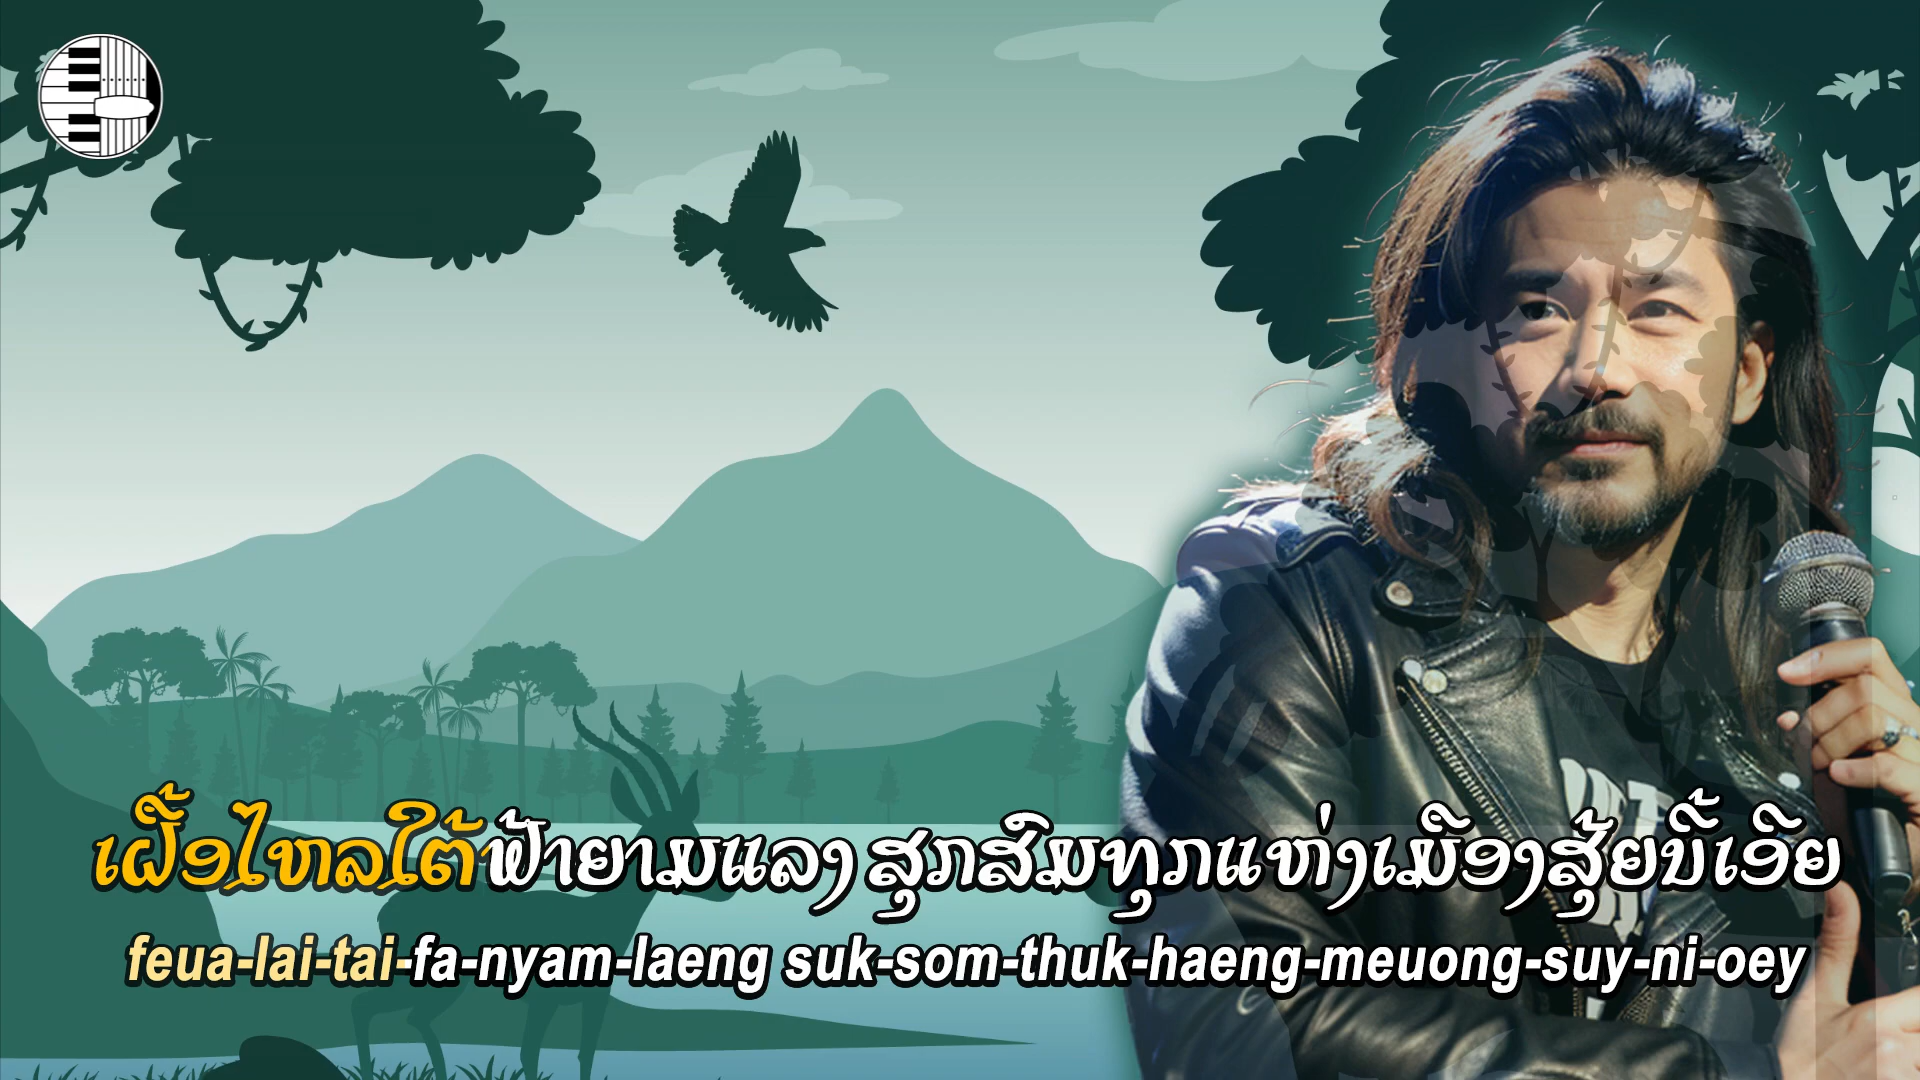 ເຝື້ອໄຫລໃຕ້ຟ້າຍາມແລງ ສຸກສົມທຸກແຫ່ງເມືອງສຸ້ຍນີ້ເອີຍ
feua-lai-tai-fa-nyam-laeng suk-som-thuk-haeng-meuong-suy-ni-oey